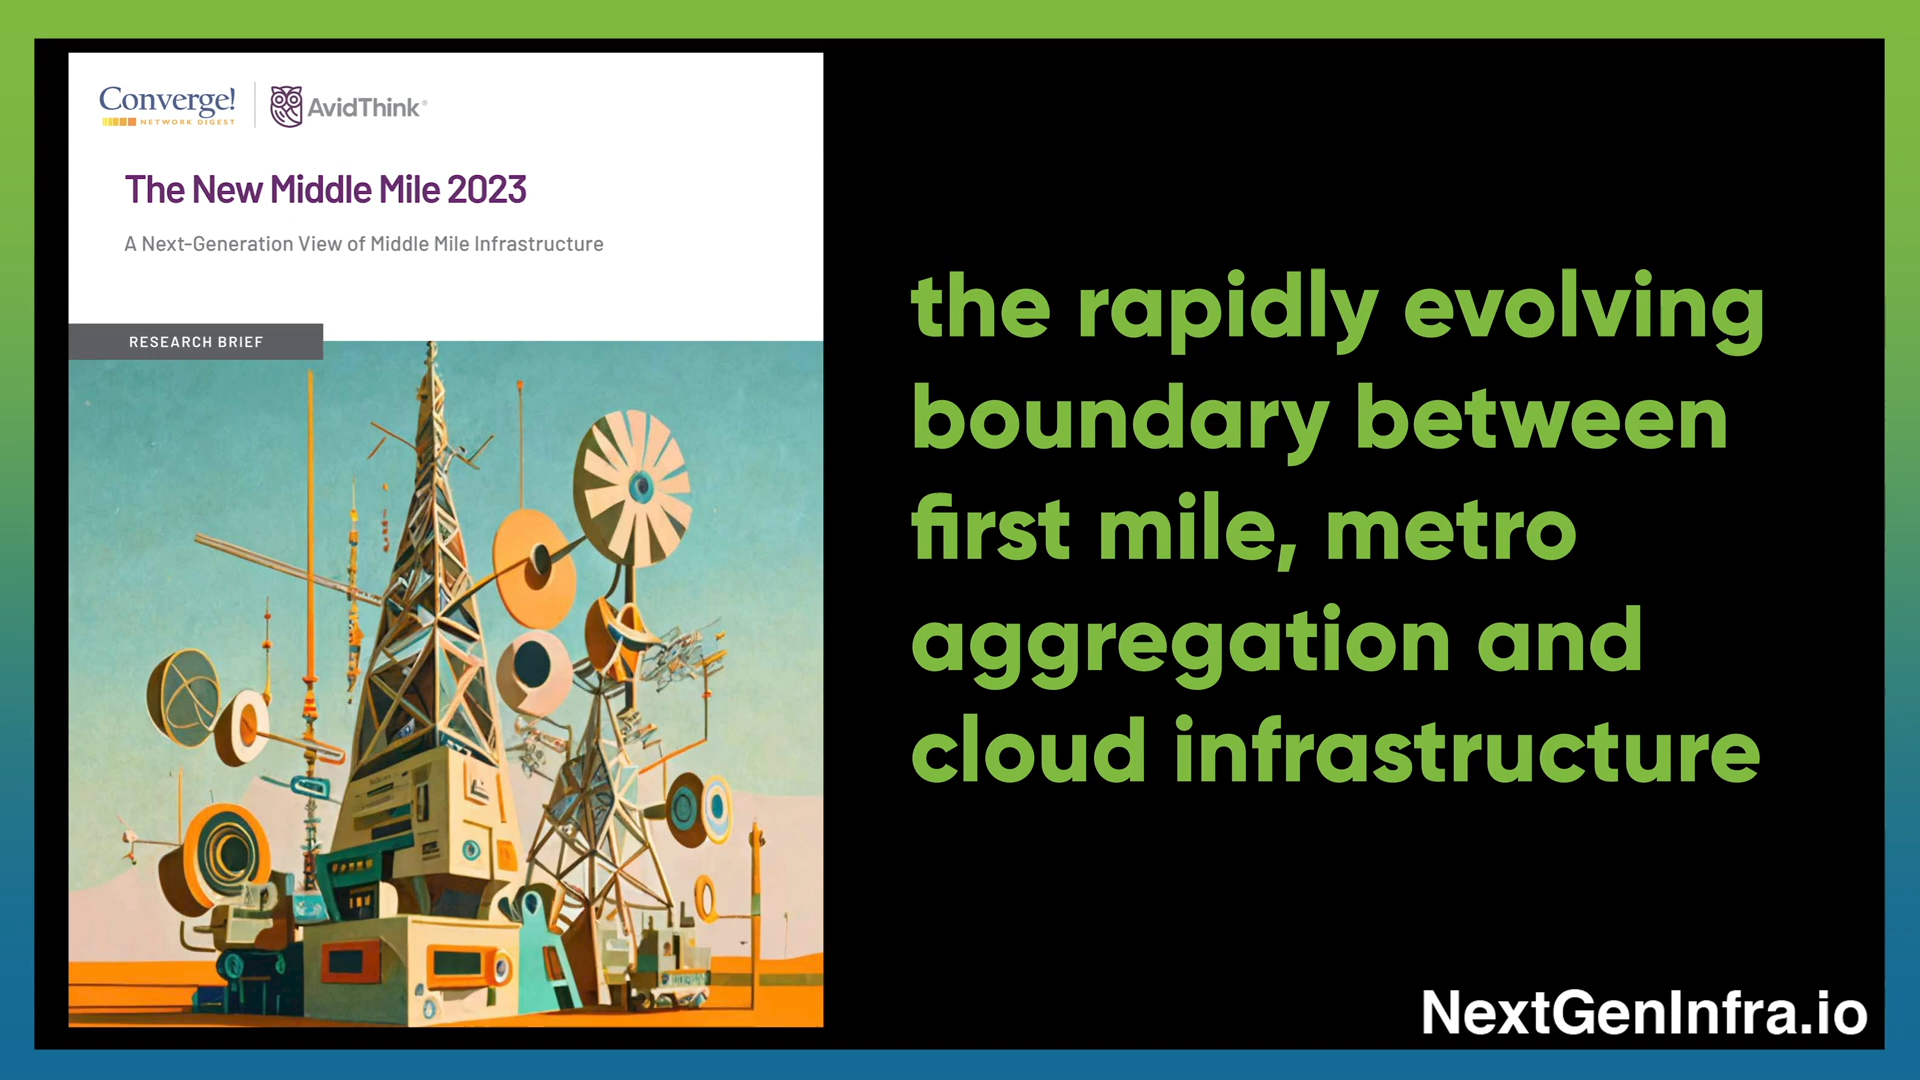 Converge!
NETWORK DIGEST
AvidThink®
The New Middle Mile 2023
A Next-Generation View of Middle Mile Infrastructure
RESEARCH BRIEF
the rapidly evolving
boundary between
first mile, metro
aggregation and
cloud infrastructure
NextGenInfra.io